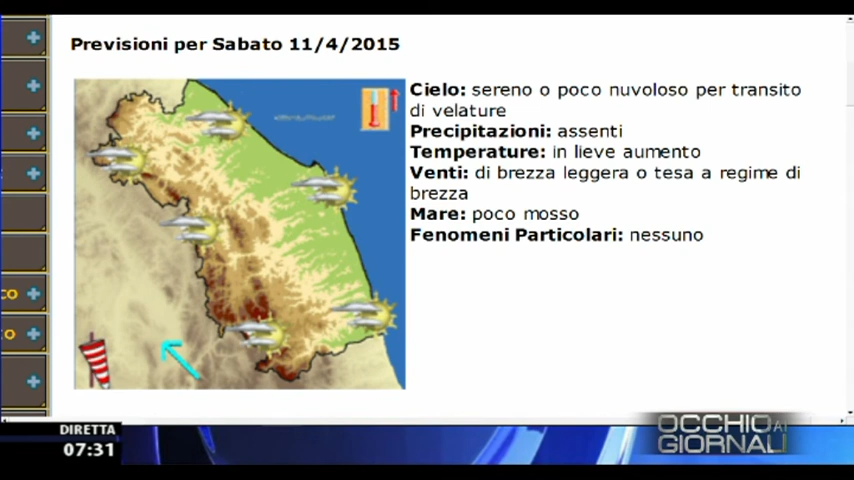 Previsioni per Sabato 11/4/2015
Cielo: sereno o poco nuvoloso per transito
di velature
Precipitazioni: assenti
Temperature: in lieve aumento
Venti: di brezza leggera o tesa a regime di
brezza
Mare: poco mosso
Fenomeni Particolari: nessuno
CO
O
DIRETTA
07:31
OCCHIO AI
GIORNALI